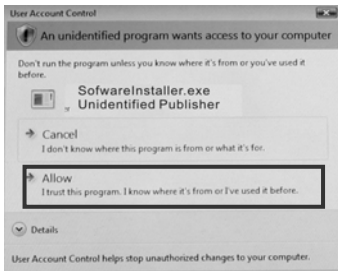 User Account Control
An unidentified program wants access to your computer
Don't run the program unless you know where it's from or you've used it
before.
SofwareInstaller.exe
Unidentified Publisher
Cancel
I don't know where this program is from or what it's for.
Allow
I trust this program. I know where it's from or I've used it before.
Details
User Account Control helps stop unauthorized changes to your computer.